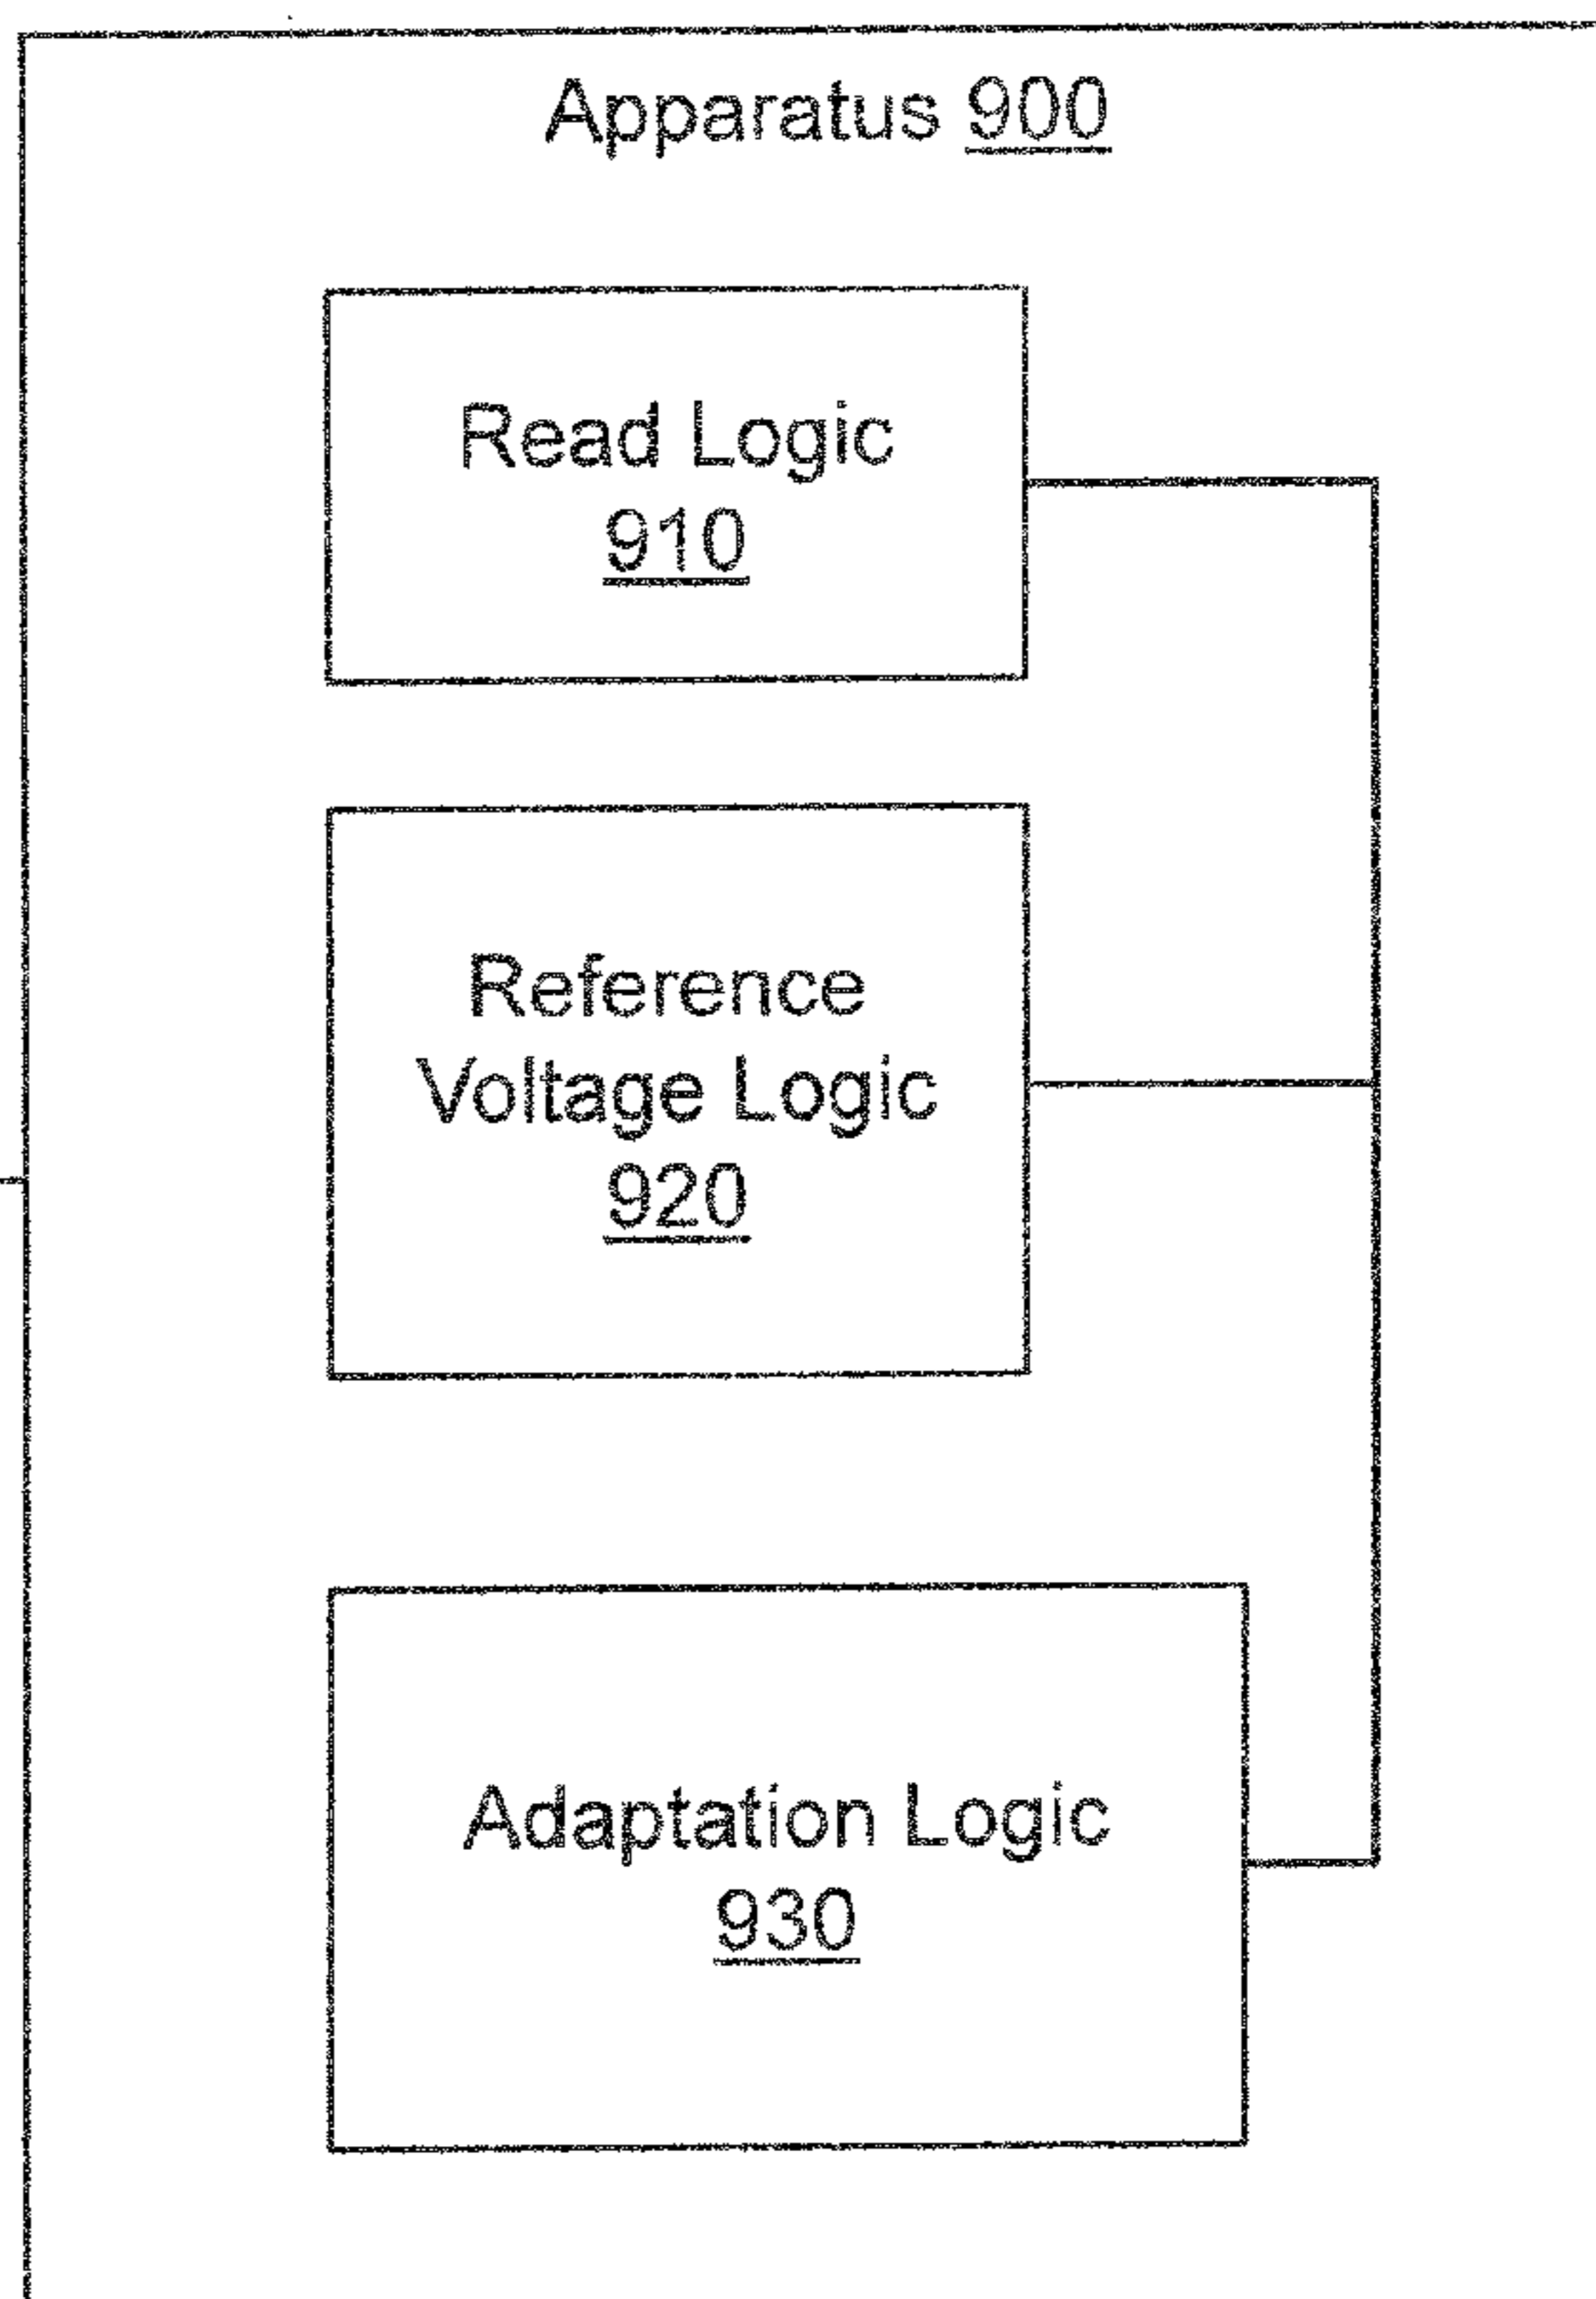 Apparatus 900
Read Logic
910
Reference
Voltage Logic
920
Adaptation Logic
930